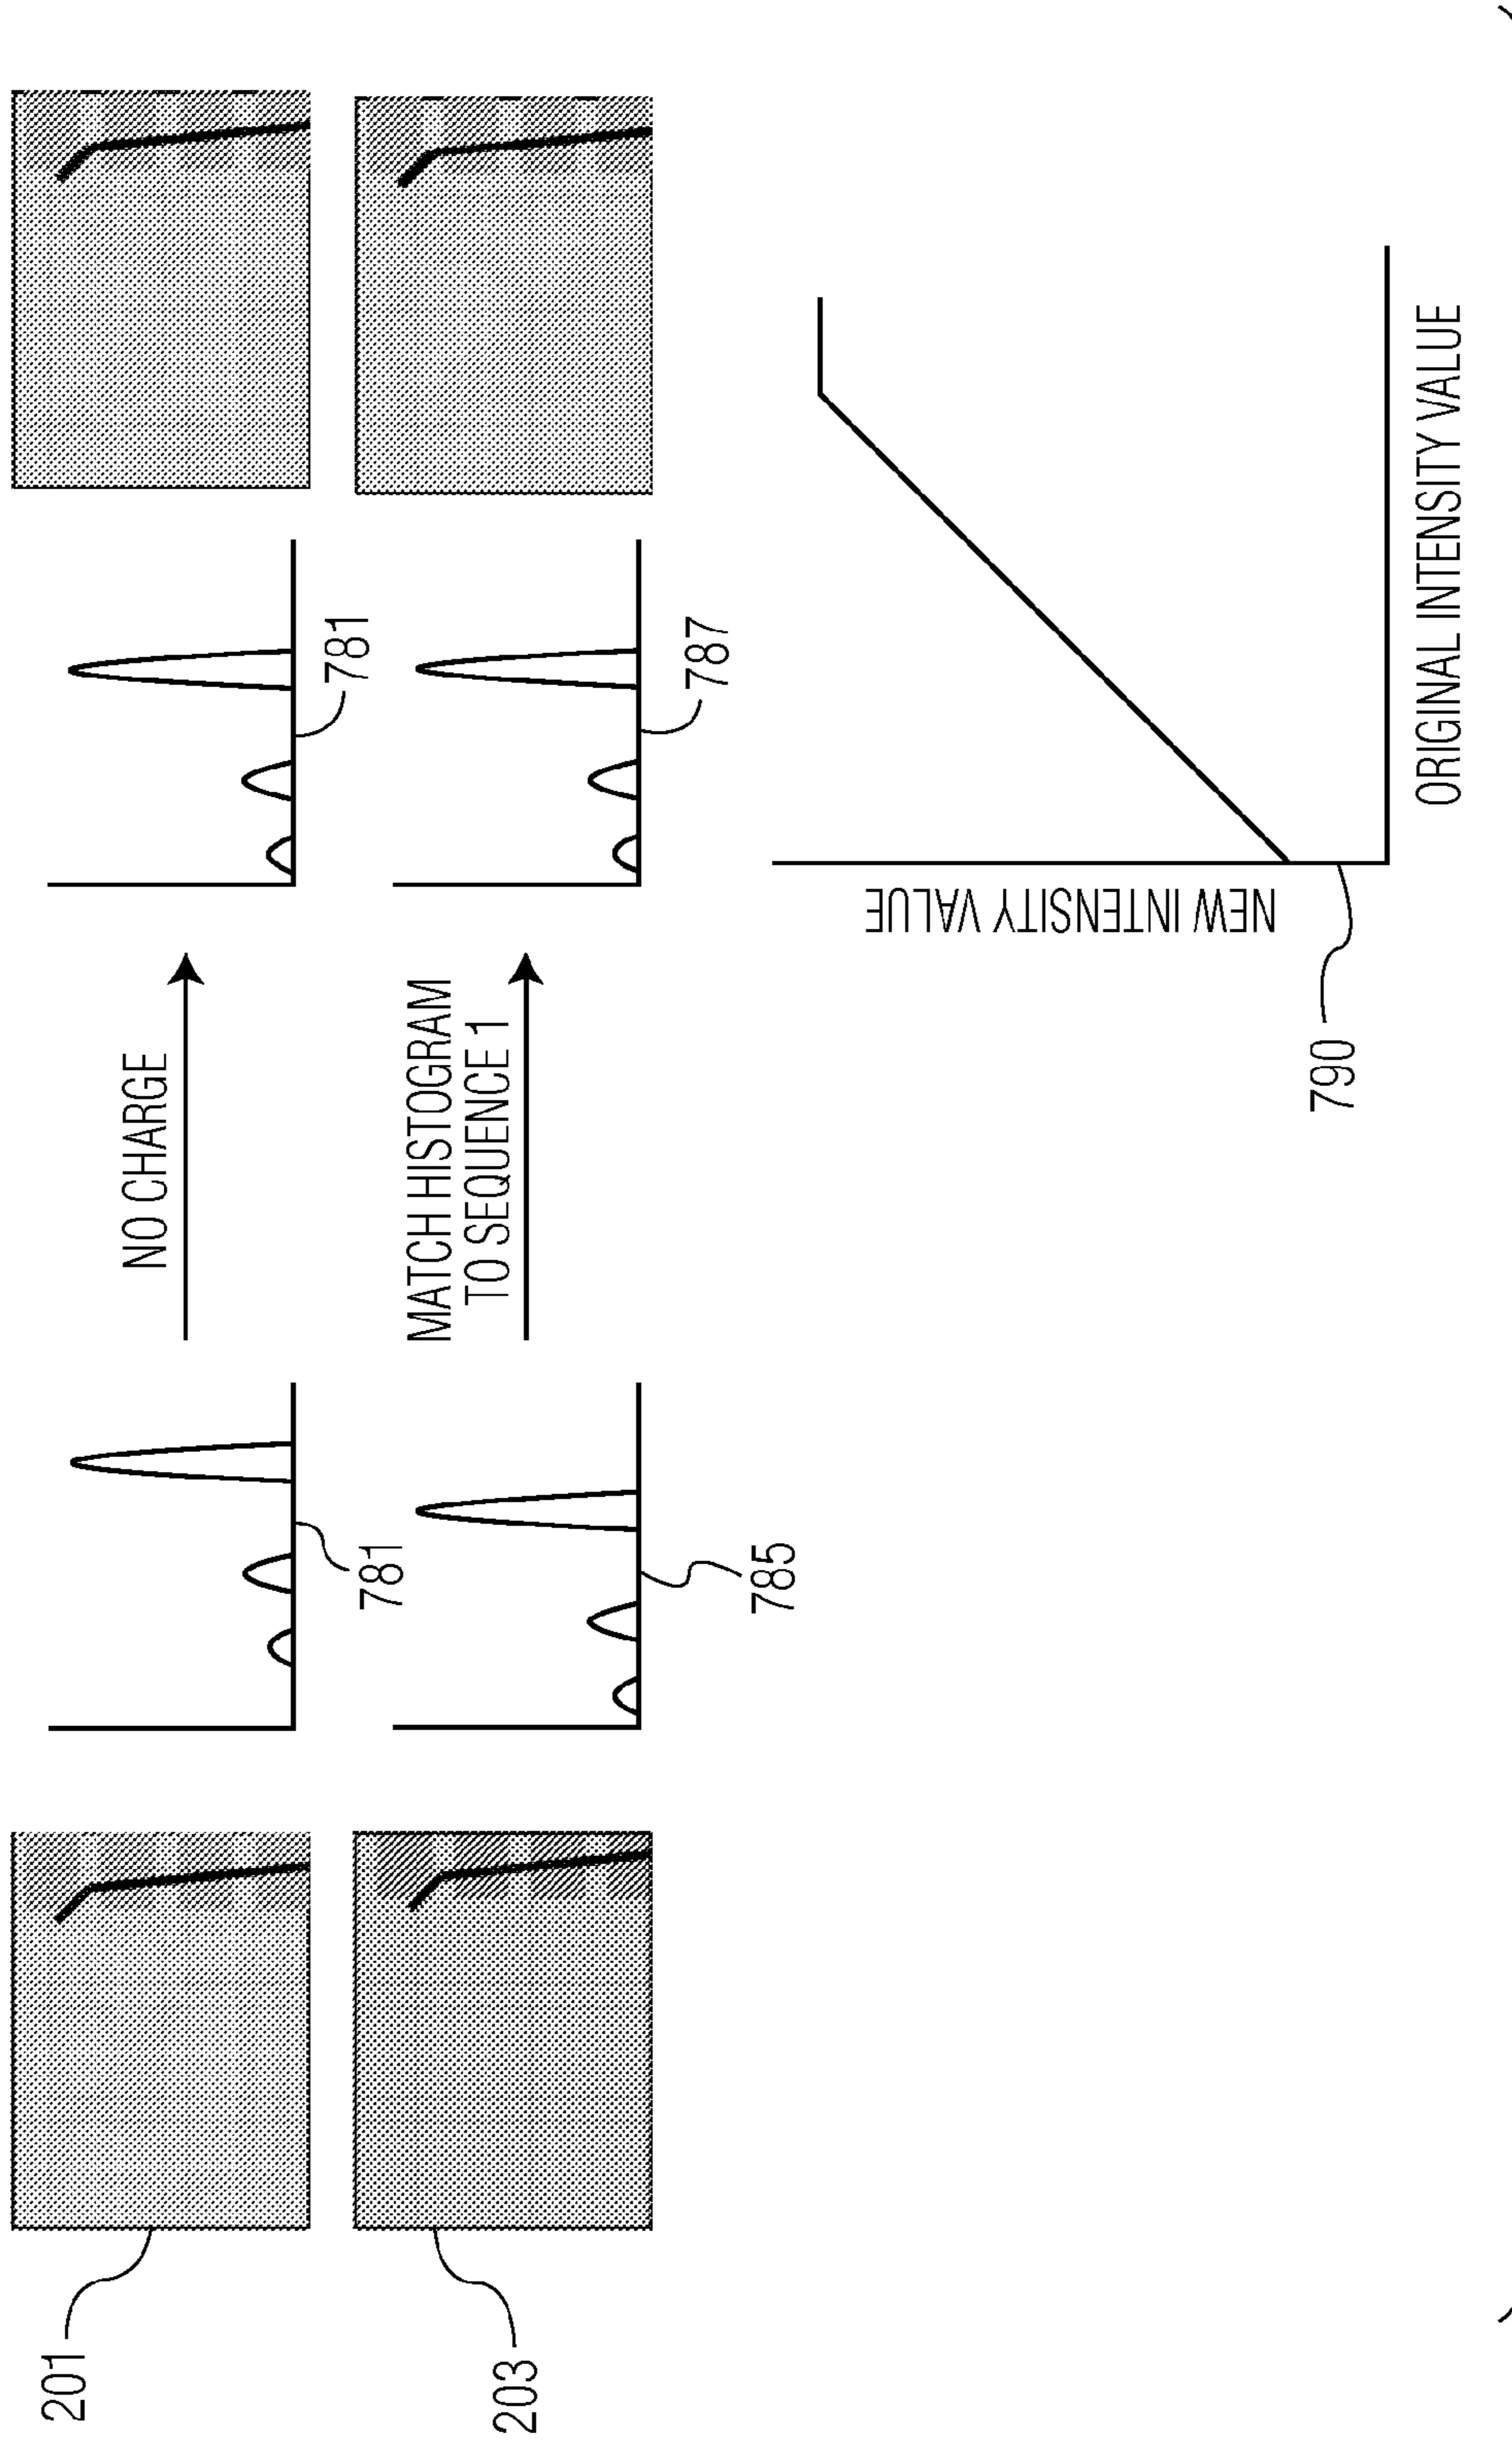 201
781
NO CHARGE
781
203
785
MATCH HISTOGRAM
TO SEQUENCE 1
787
790
NEW INTENSITY VALUE
ORIGINAL INTENSITY VALUE